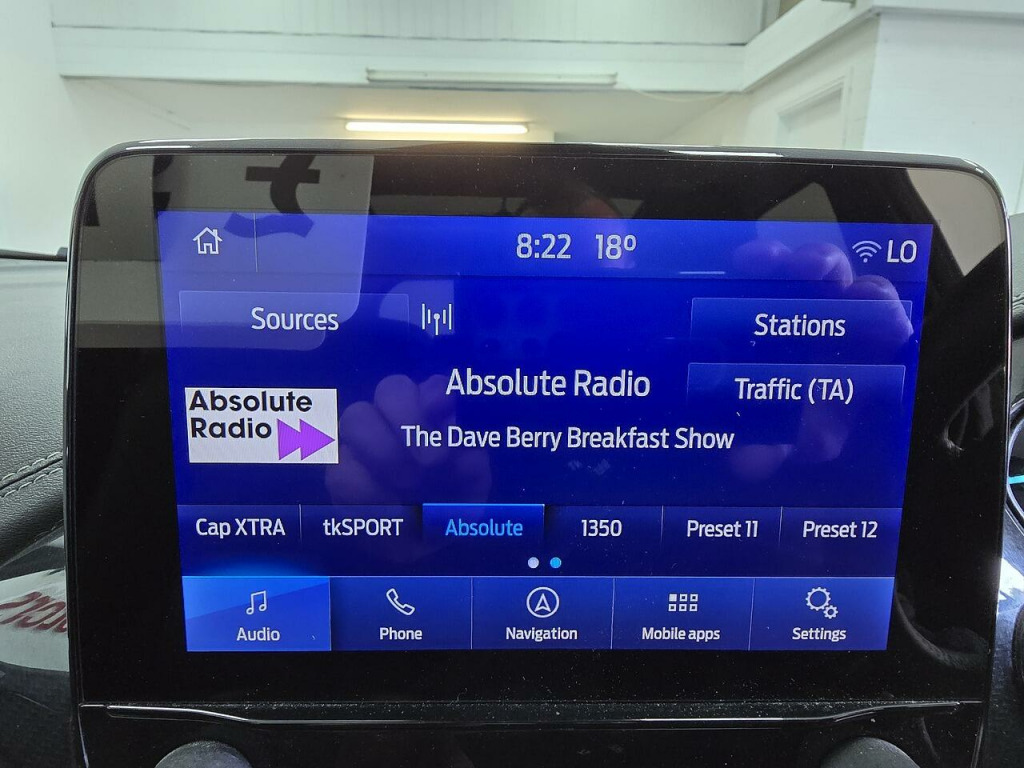 8:22 18º LO
Sources
Stations
Absolute Radio
Traffic (TA)
Absolute
Radio
The Dave Berry Breakfast Show
Cap XTRA tkSPORT Absolute 1350 Preset 11 Preset 12
Audio Phone Navigation Mobile apps Settings